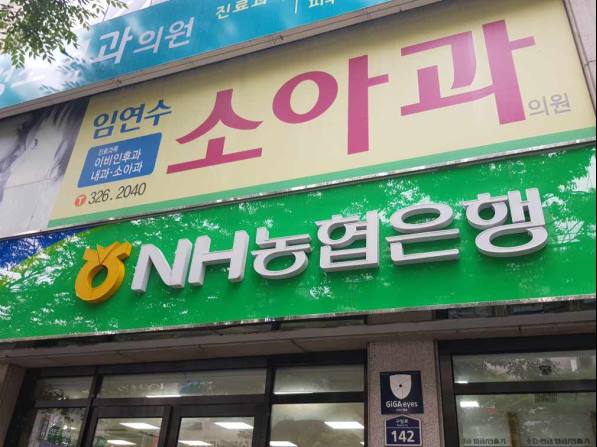 과의원
진료과
임연수
소아과의원
진료과목
이비인후과
내과·소아과
T 326.2040
NH농협은행
GiGA eyes
142